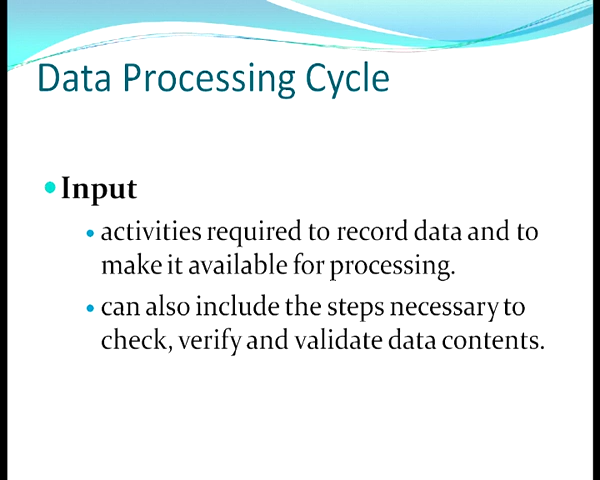 Data Processing Cycle
Input
activities required to record data and to
make it available for processing.
can also include the steps necessary to
check, verify and validate data contents.